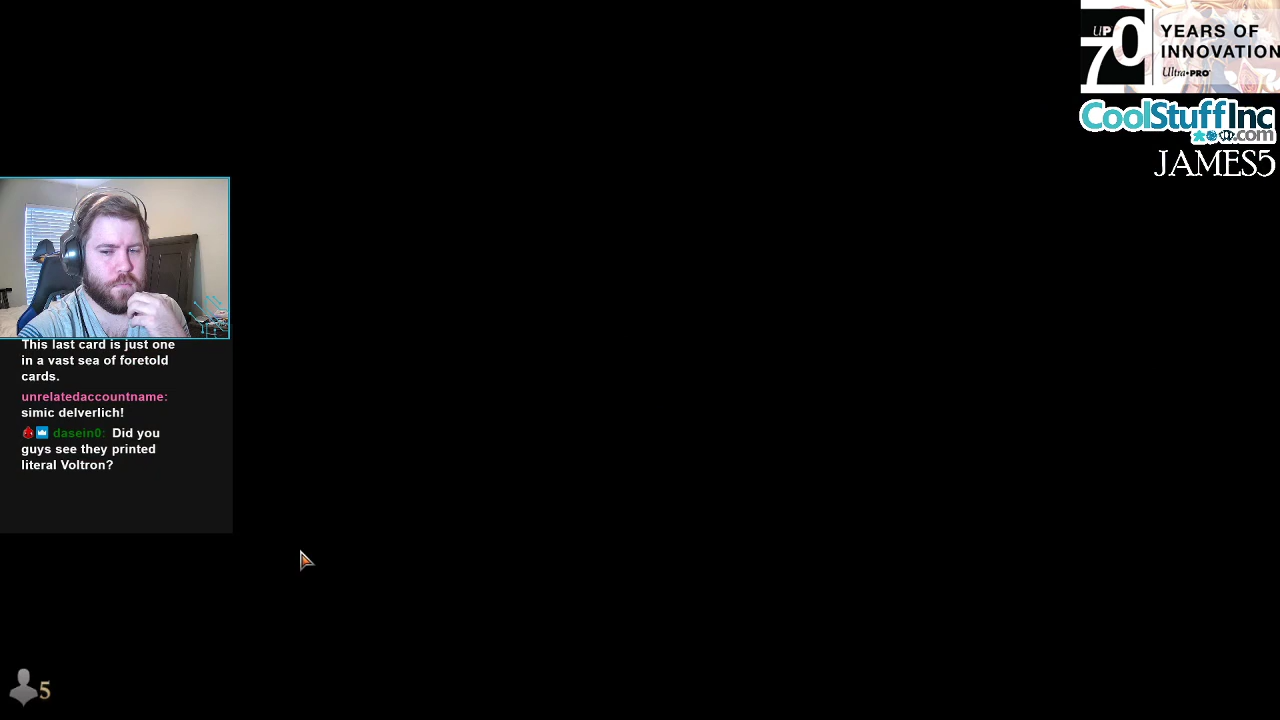 UP
70
YEARS OF
INNOVATION
Ultra•PRO
CoolStuffInc
.com
JAMES5
This last card is just one
in a vast sea of foretold
cards.
unrelatedaccountname:
simic delverlich!
dasein0: Did you
guys see they printed
literal Voltron?
5